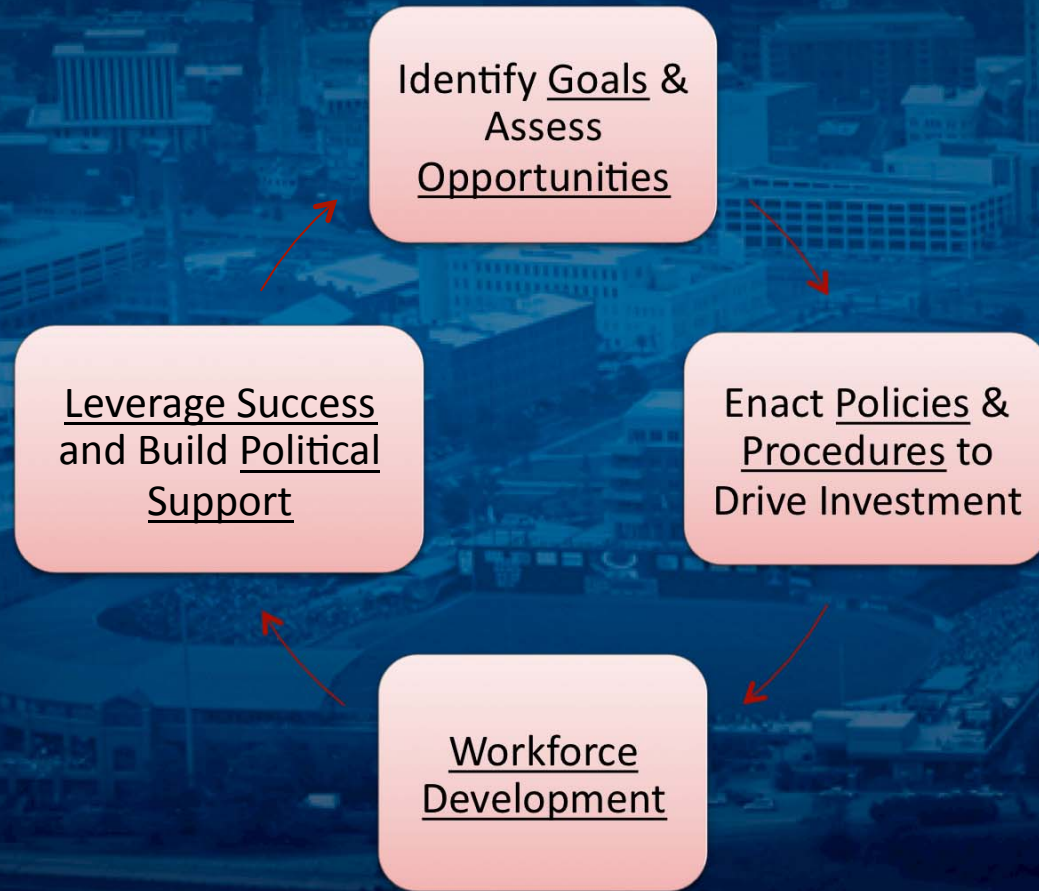 Identify Goals &
Assess
Opportunities
Enact Policies &
Procedures to
Drive Investment
Workforce
Development
Leverage Success
and Build Political
Support